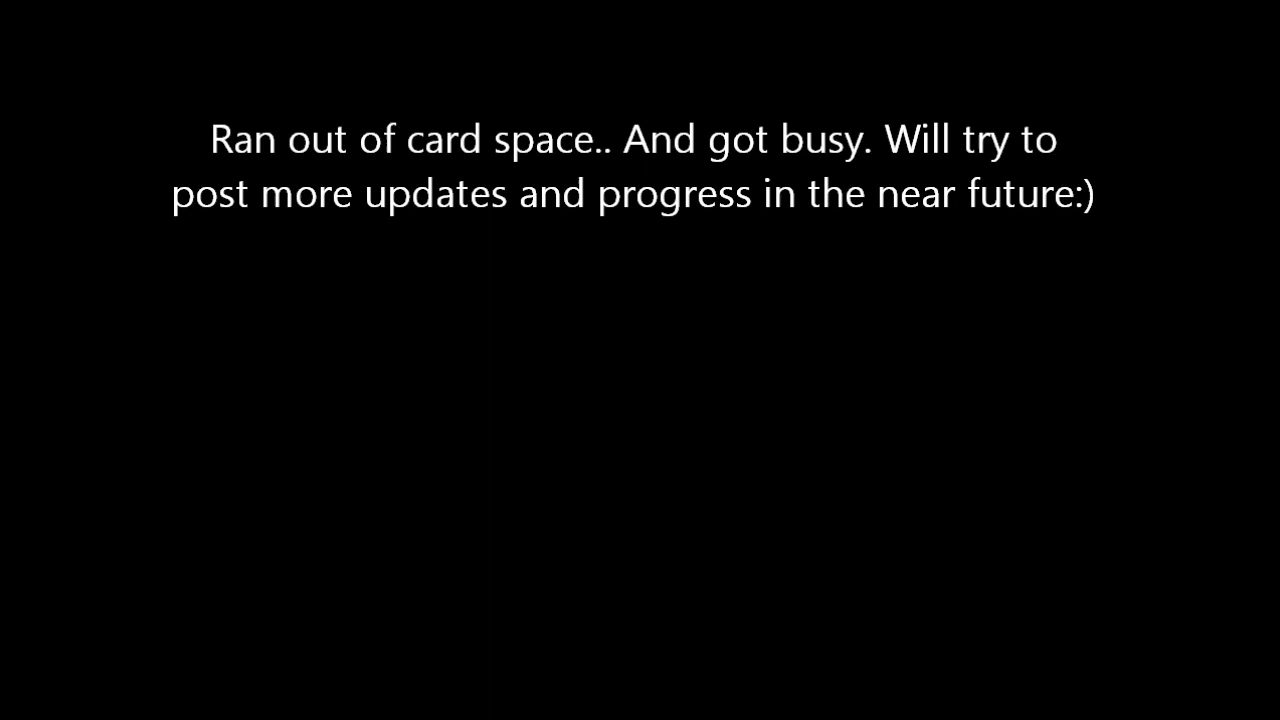 Ran out of card space.. And got busy. Will try to
post more updates and progress in the near future:)